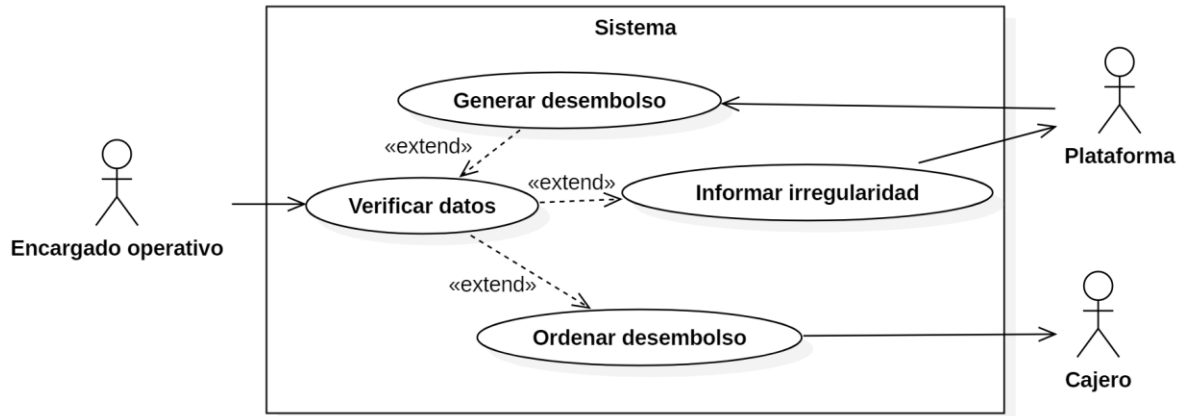 Sistema
Generar desembolso
«extend»
Plataforma
«extend»
Verificar datos
Informar irregularidad
Encargado operativo
«extend»
Ordenar desembolso
Cajero